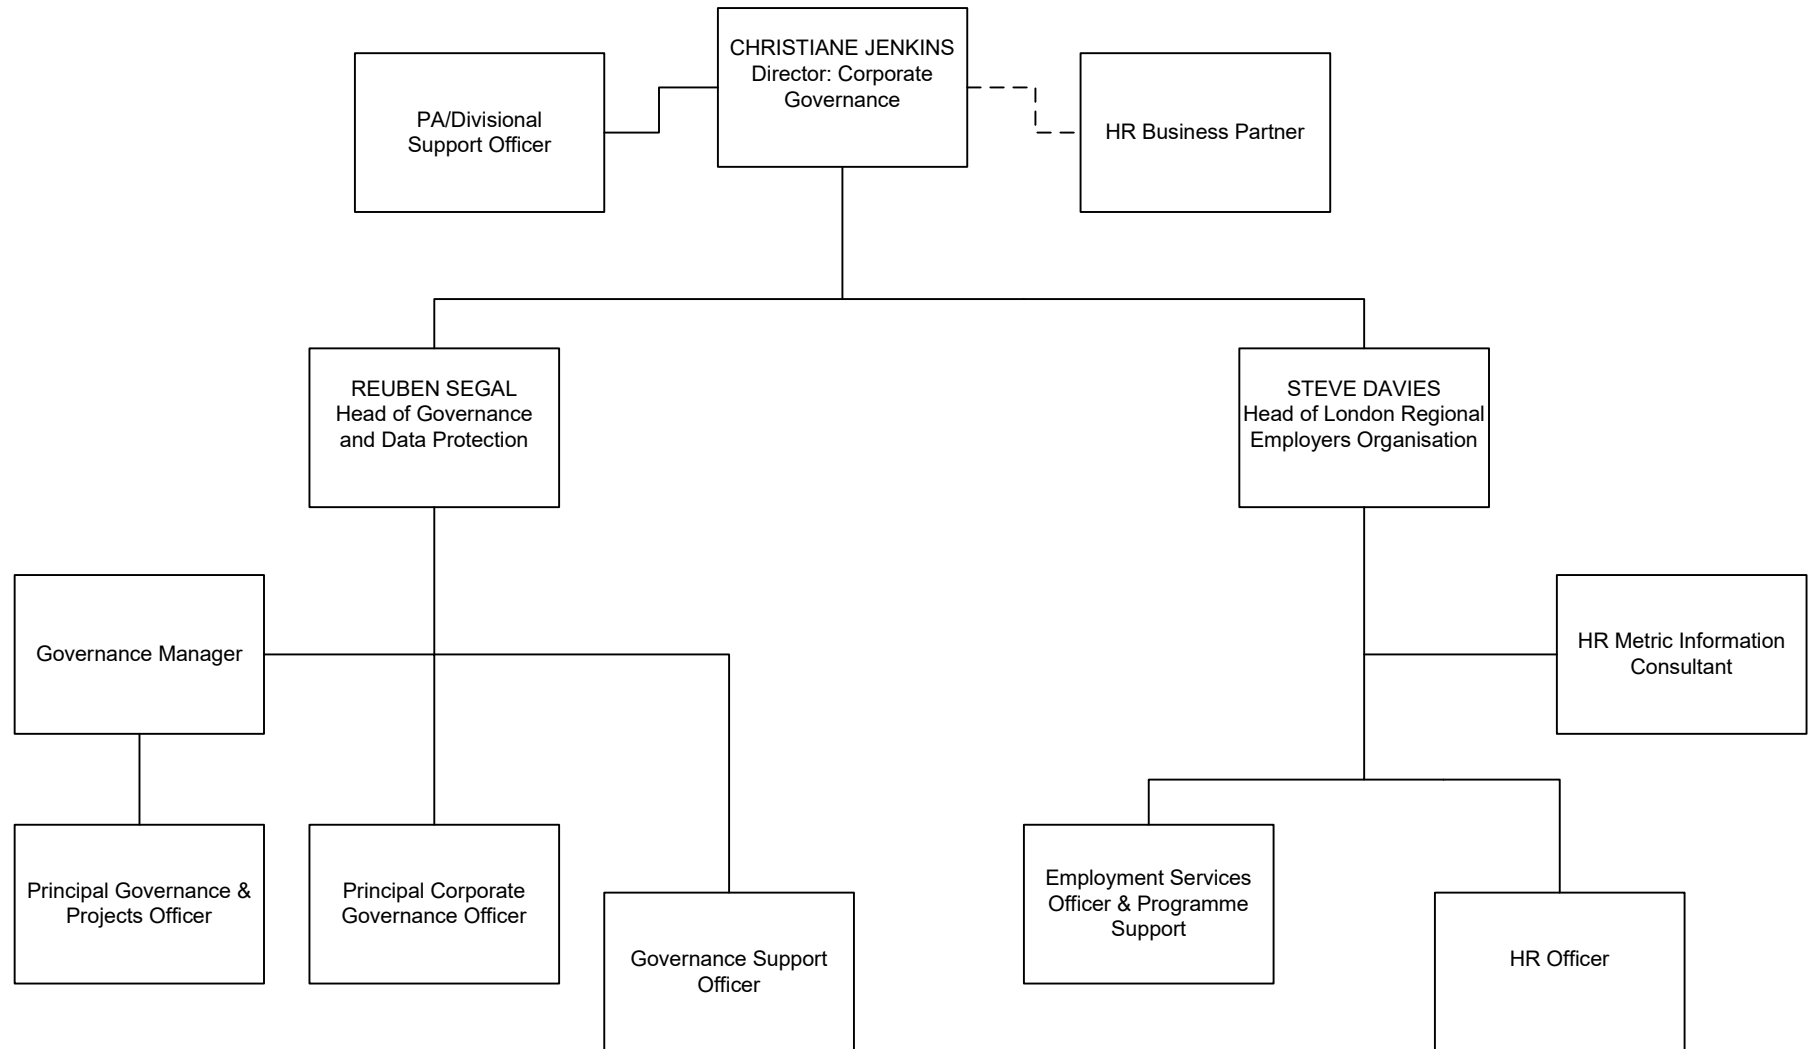 CHRISTIANE JENKINS
Director: Corporate
Governance
PA/Divisional
Support Officer
HR Business Partner
REUBEN SEGAL
Head of Governance
and Data Protection
STEVE DAVIES
Head of London Regional
Employers Organisation
Governance Manager
HR Metric Information
Consultant
Principal Governance &
Projects Officer
Principal Corporate
Governance Officer
Governance Support
Officer
Employment Services
Officer & Programme
Support
HR Officer